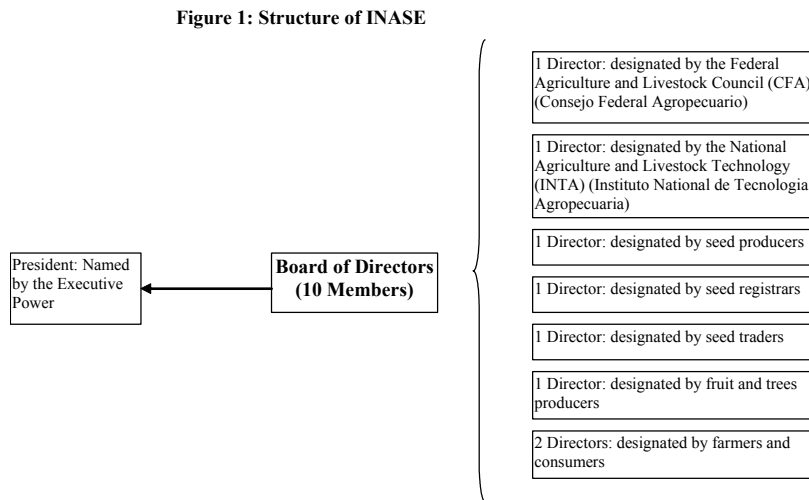 Figure 1: Structure of INASE
1 Director: designated by the Federal
Agriculture and Livestock Council (CFA)
(Consejo Federal Agropecuario)
1 Director: designated by the National
Agriculture and Livestock Technology
(INTA) (Instituto National de Tecnologia
Agropecuaria)
1 Director: designated by seed producers
President: Named
by the Executive
Power
Board of Directors
(10 Members)
1 Director: designated by seed registrars
1 Director: designated by seed traders
1 Director: designated by fruit and trees
producers
2 Directors: designated by farmers and
consumers